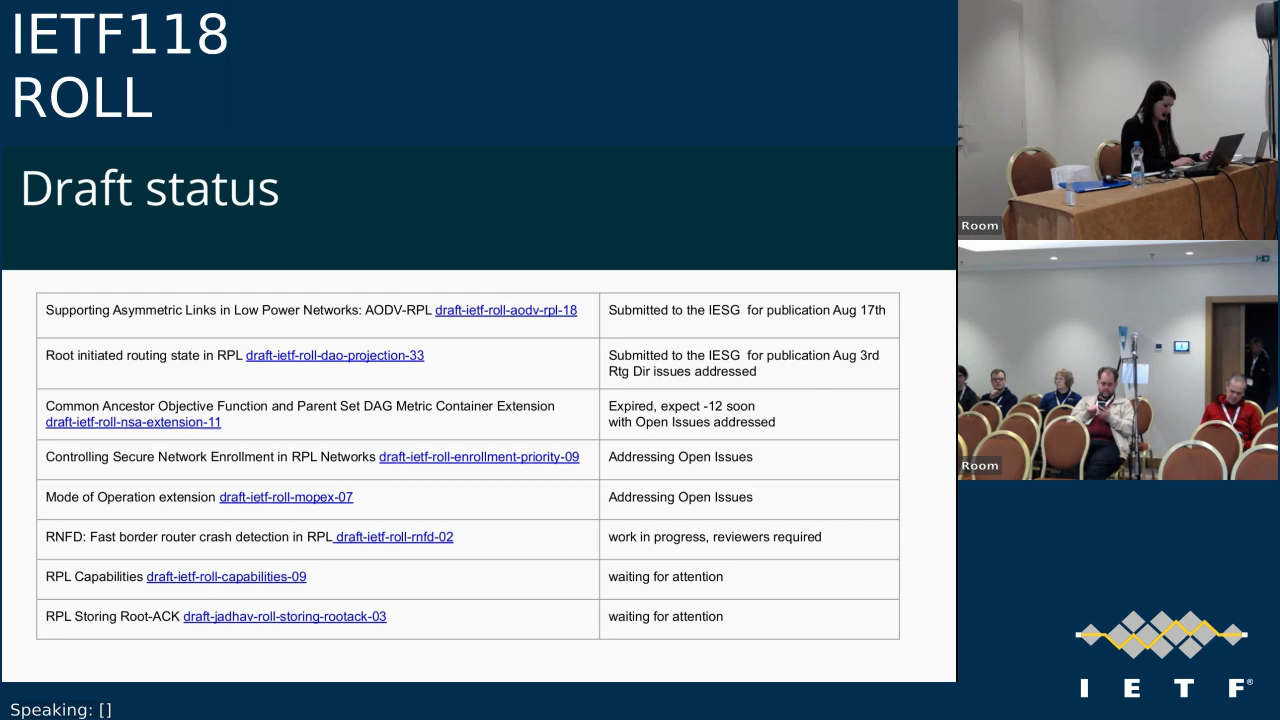 IETF118
ROLL
Draft status
Supporting Asymmetric Links in Low Power Networks: AODV-RPL draft-ietf-roll-aodv-rpl-18
Submitted to the IESG for publication Aug 17th
Root initiated routing state in RPL draft-ietf-roll-dao-projection-33
Submitted to the IESG for publication Aug 3rd
Rtg Dir issues addressed
Common Ancestor Objective Function and Parent Set DAG Metric Container Extension
draft-ietf-roll-nsa-extension-11
Expired, expect -12 soon
with Open Issues addressed
Controlling Secure Network Enrollment in RPL Networks draft-ietf-roll-enrollment-priority-09
Addressing Open Issues
Mode of Operation extension draft-ietf-roll-mopex-07
Addressing Open Issues
RNFD: Fast border router crash detection in RPL draft-ietf-roll-rnfd-02
work in progress, reviewers required
RPL Capabilities draft-ietf-roll-capabilities-09
waiting for attention
RPL Storing Root-ACK draft-jadhav-roll-storing-rootack-03
waiting for attention
Speaking: []
Room
Room
I E T F®